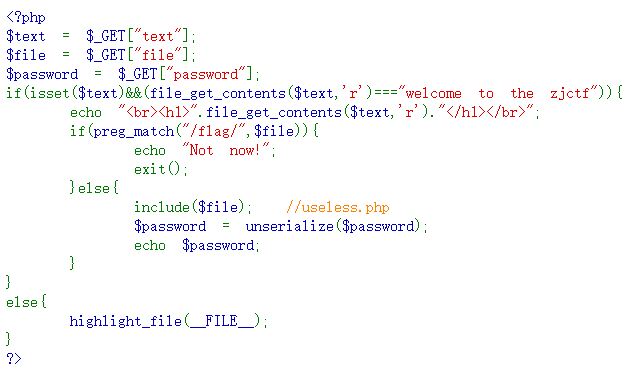 <?php
$text = $_GET["text"];
$file = $_GET["file"];
$password = $_GET["password"];
if(isset($text)&&(file_get_contents($text,'r')==="welcome to the zjctf")){
        echo "<br><h1>".file_get_contents($text,'r')."</h1></br>";
        if(preg_match("/flag/",$file)){
                echo "Not now!";
                exit();
        }else{
                include($file);    //useless.php
                $password = unserialize($password);
                echo $password;
        }
}
else{
        highlight_file(__FILE__);
}
?>